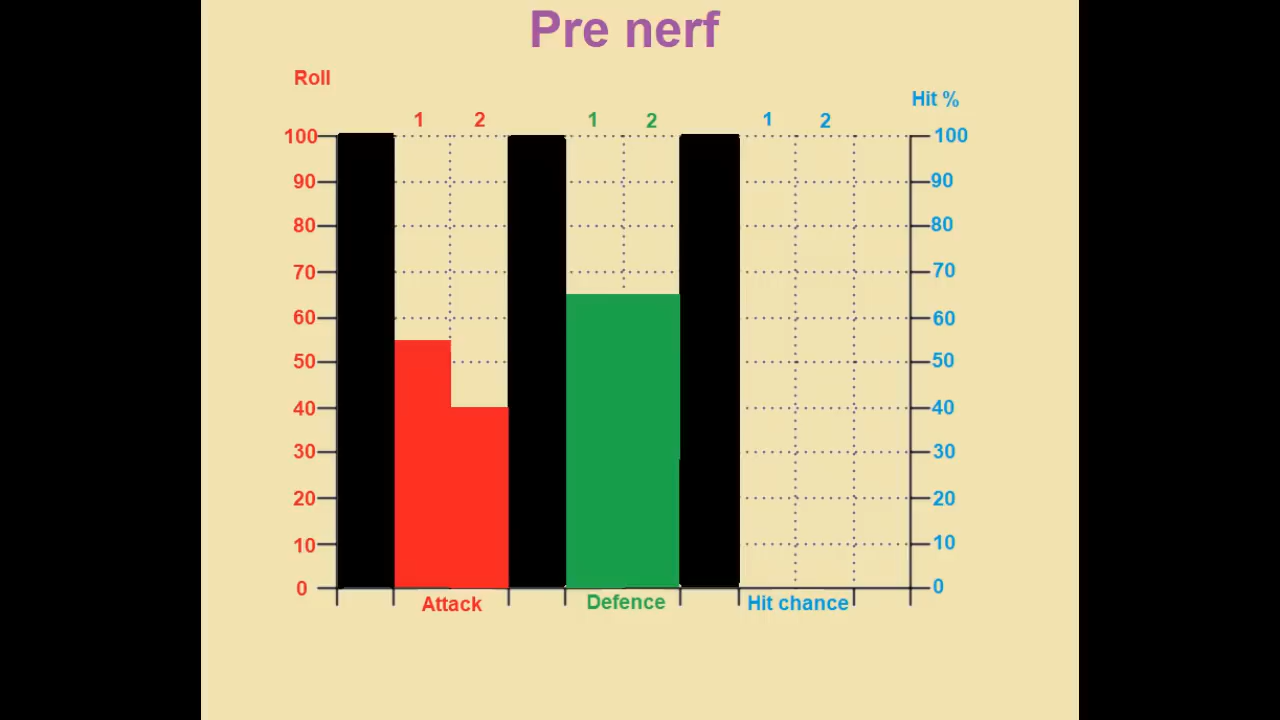 Pre nerf
Roll
Hit %
1 2 1 2 1 2
100 100
90 90
80 80
70 70
60 60
50 50
40 40
30 30
20 20
10 10
0 0
Attack Defence Hit chance